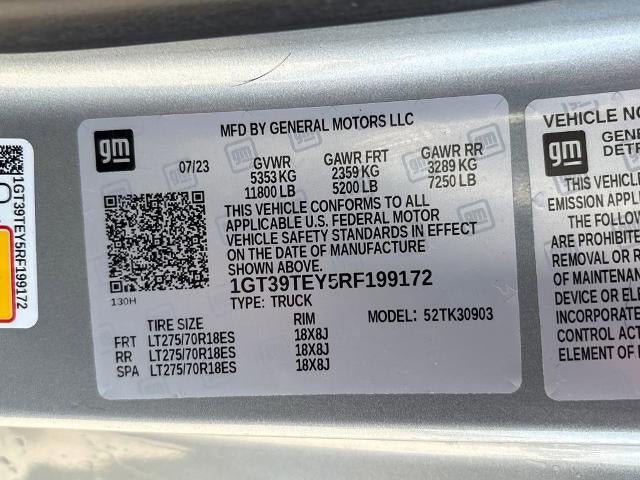 1GT39TEY5RF199172
gm
MFD BY GENERAL MOTORS LLC
07/23 GVWR GAWR FRT GAWR RR
5353 KG 2359 KG 3289 KG
11800 LB 5200 LB 7250 LB
THIS VEHICLE CONFORMS TO ALL
APPLICABLE U.S. FEDERAL MOTOR
VEHICLE SAFETY STANDARDS IN EFFECT
ON THE DATE OF MANUFACTURE
SHOWN ABOVE.
1GT39TEY5RF199172
TYPE: TRUCK
130H
MODEL: 52TK30903
TIRE SIZE RIM
FRT LT275/70R18ES 18X8J
RR LT275/70R18ES 18X8J
SPA LT275/70R18ES 18X8J
VEHICLE NO
gm
GENE
DETR
THIS VEHICLE
EMISSION APPLI
THE FOLLOW
ARE PROHIBITE
REMOVAL OR
OF MAINTENAN
DEVICE OR ELE
INCORPORATE
CONTROL ACT
ELEMENT OF